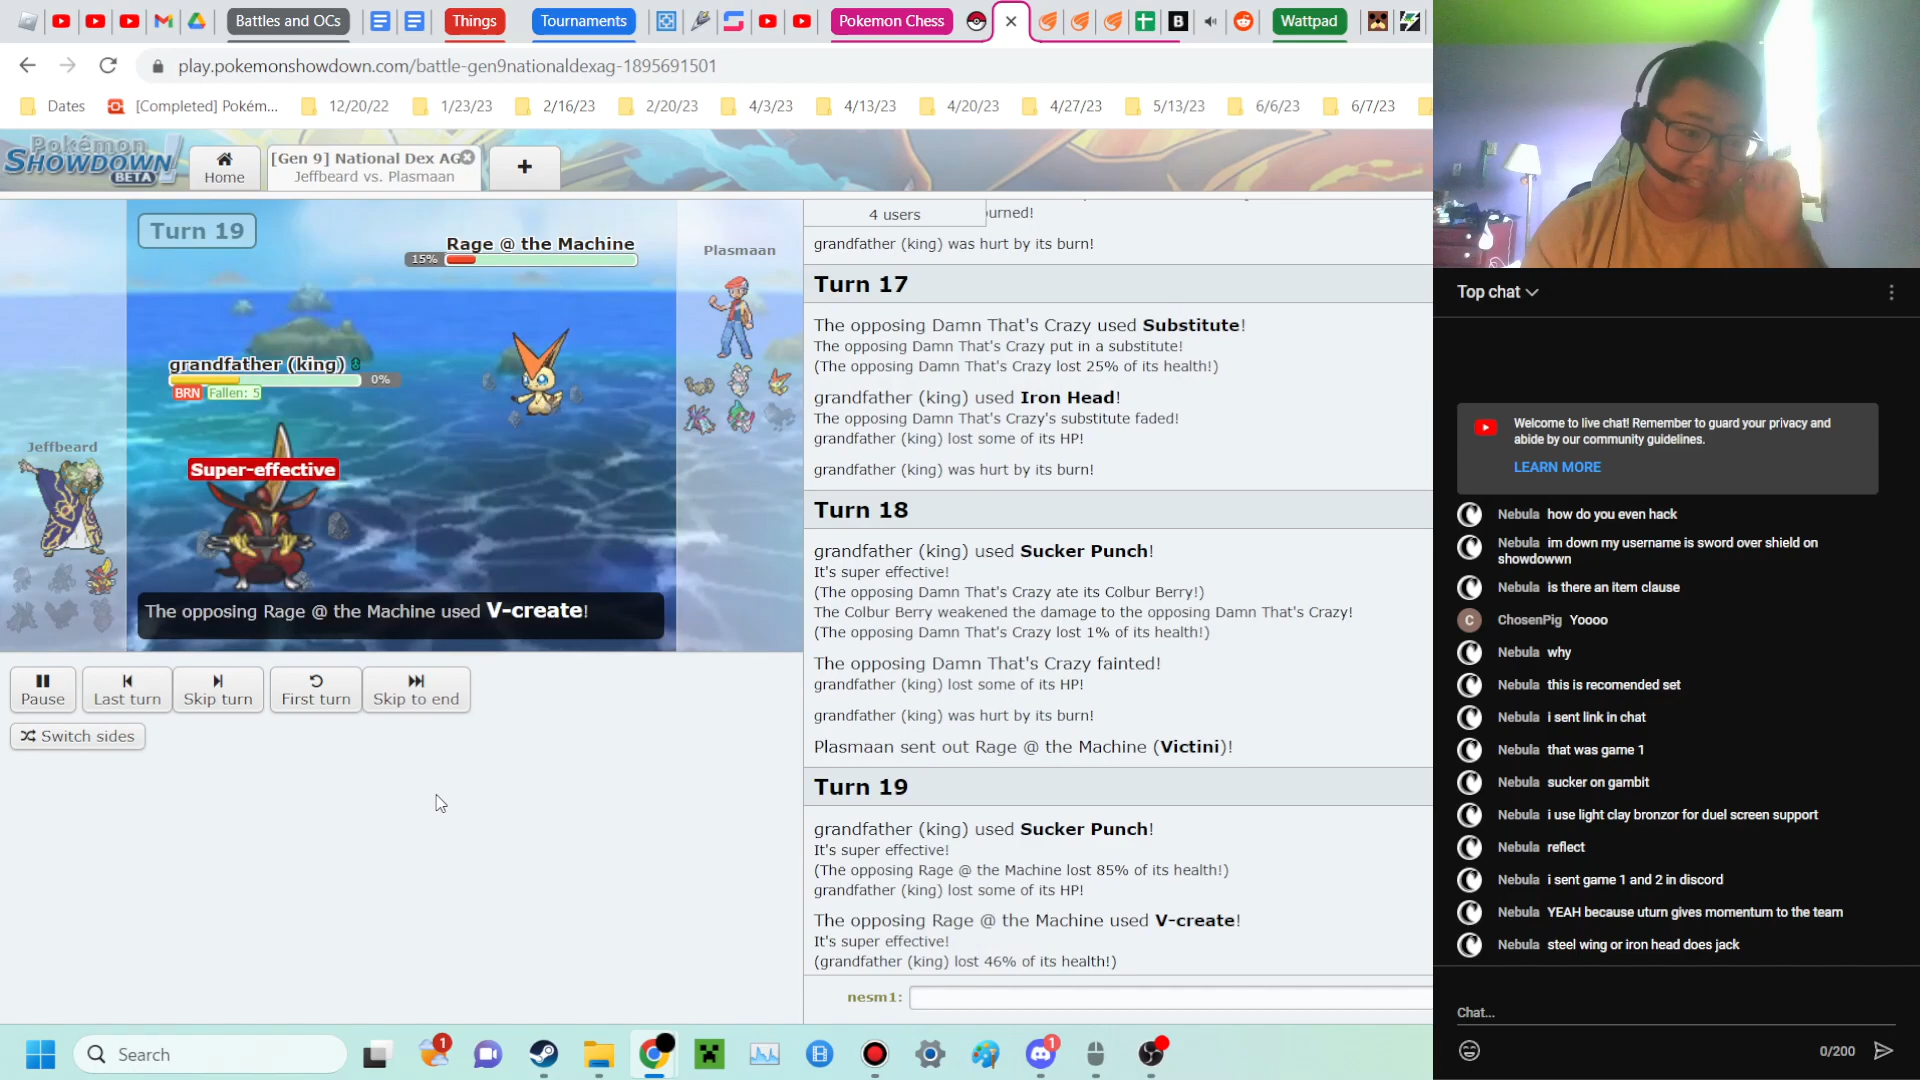 Battles and OCs
Things
Tournaments
Pokemon Chess
Wattpad
play.pokemonshowdown.com/battle-gen9nationaldexag-1895691501
Dates
[Completed] Pokém...
12/20/22
1/23/23
2/16/23
2/20/23
4/3/23
4/13/23
4/20/23
4/27/23
5/13/23
6/6/23
6/7/23
Pokémon
SHOWDOWN!
BETA
Home
[Gen 9] National Dex AG
Jeffbeard vs. Plasmaan
+
Turn 19
Rage @ the Machine
15%
Plasmaan
grandfather (king)
0%
BRN
Fallen: 5
Jeffbeard
Super-effective
The opposing Rage @ the Machine used V-create!
Pause
Last turn
Skip turn
First turn
Skip to end
Switch sides
4 users
urned!
grandfather (king) was hurt by its burn!
Turn 17
The opposing Damn That's Crazy used Substitute!
The opposing Damn That's Crazy put in a substitute!
(The opposing Damn That's Crazy lost 25% of its health!)
grandfather (king) used Iron Head!
The opposing Damn That's Crazy's substitute faded!
grandfather (king) lost some of its HP!
grandfather (king) was hurt by its burn!
Turn 18
grandfather (king) used Sucker Punch!
It's super effective!
(The opposing Damn That's Crazy ate its Colbur Berry!)
The Colbur Berry weakened the damage to the opposing Damn That's Crazy!
(The opposing Damn That's Crazy lost 1% of its health!)
The opposing Damn That's Crazy fainted!
grandfather (king) lost some of its HP!
grandfather (king) was hurt by its burn!
Plasmaan sent out Rage @ the Machine (Victini)!
Turn 19
grandfather (king) used Sucker Punch!
It's super effective!
(The opposing Rage @ the Machine lost 85% of its health!)
grandfather (king) lost some of its HP!
The opposing Rage @ the Machine used V-create!
It's super effective!
(grandfather (king) lost 46% of its health!)
nesm1:
Top chat
Welcome to live chat! Remember to guard your privacy and
abide by our community guidelines.
LEARN MORE
Nebula how do you even hack
Nebula im down my username is sword over shield on
showdowwn
Nebula is there an item clause
C ChosenPig Yoooo
Nebula why
Nebula this is recomended set
Nebula i sent link in chat
Nebula that was game 1
Nebula sucker on gambit
Nebula i use light clay bronzor for duel screen support
Nebula reflect
Nebula i sent game 1 and 2 in discord
Nebula YEAH because uturn gives momentum to the team
Nebula steel wing or iron head does jack
Chat...
0/200
Search
1
1